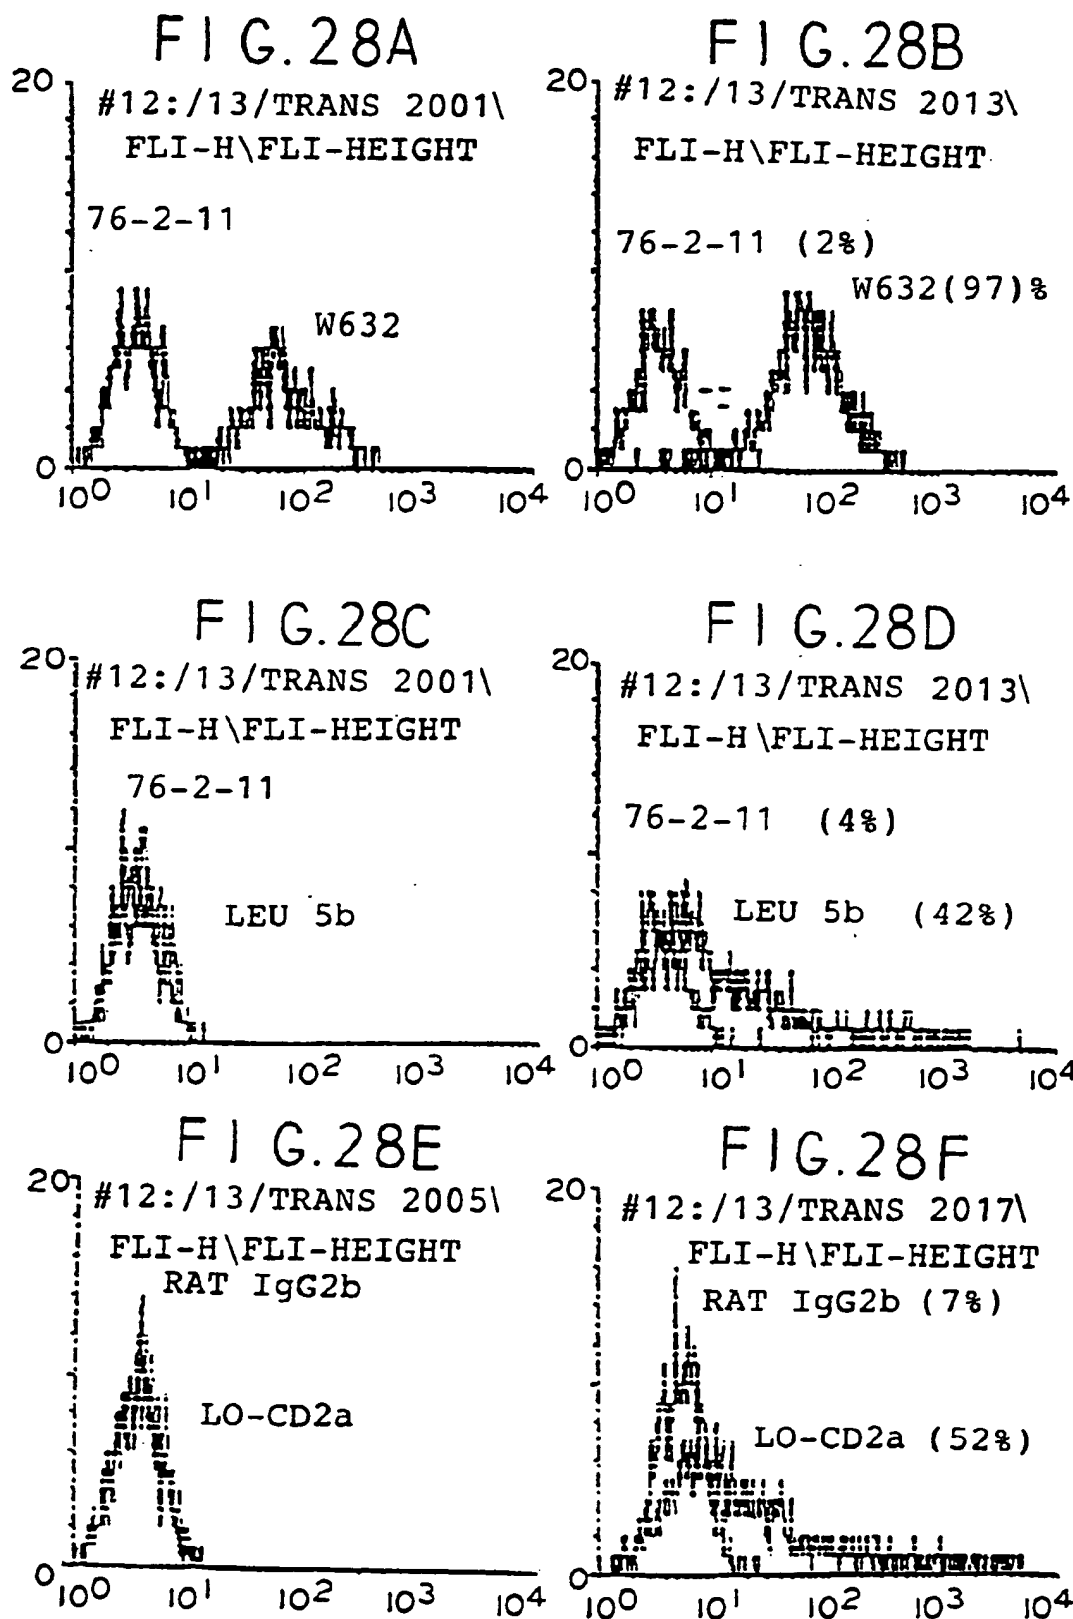 FIG.28A
20
#12:/13/TRANS 2001\
FLI-H\FLI-HEIGHT
76-2-11
W632
0
10⁰ 10¹ 10² 10³ 10⁴
FIG.28B
20
#12:/13/TRANS 2013\
FLI-H\FLI-HEIGHT
76-2-11 (2%)
W632(97)%
0
10⁰ 10¹ 10² 10³ 10⁴
FIG.28C
20
#12:/13/TRANS 2001\
FLI-H\FLI-HEIGHT
76-2-11
LEU 5b
0
10⁰ 10¹ 10² 10³ 10⁴
FIG.28D
20
#12:/13/TRANS 2013\
FLI-H\FLI-HEIGHT
76-2-11 (4%)
LEU 5b (42%)
0
10⁰ 10¹ 10² 10³ 10⁴
FIG.28E
20
#12:/13/TRANS 2005\
FLI-H\FLI-HEIGHT
RAT IgG2b
LO-CD2a
0
10⁰ 10¹ 10² 10³ 10⁴
FIG.28F
20
#12:/13/TRANS 2017\
FLI-H\FLI-HEIGHT
RAT IgG2b (7%)
LO-CD2a (52%)
0
10⁰ 10¹ 10² 10³ 10⁴